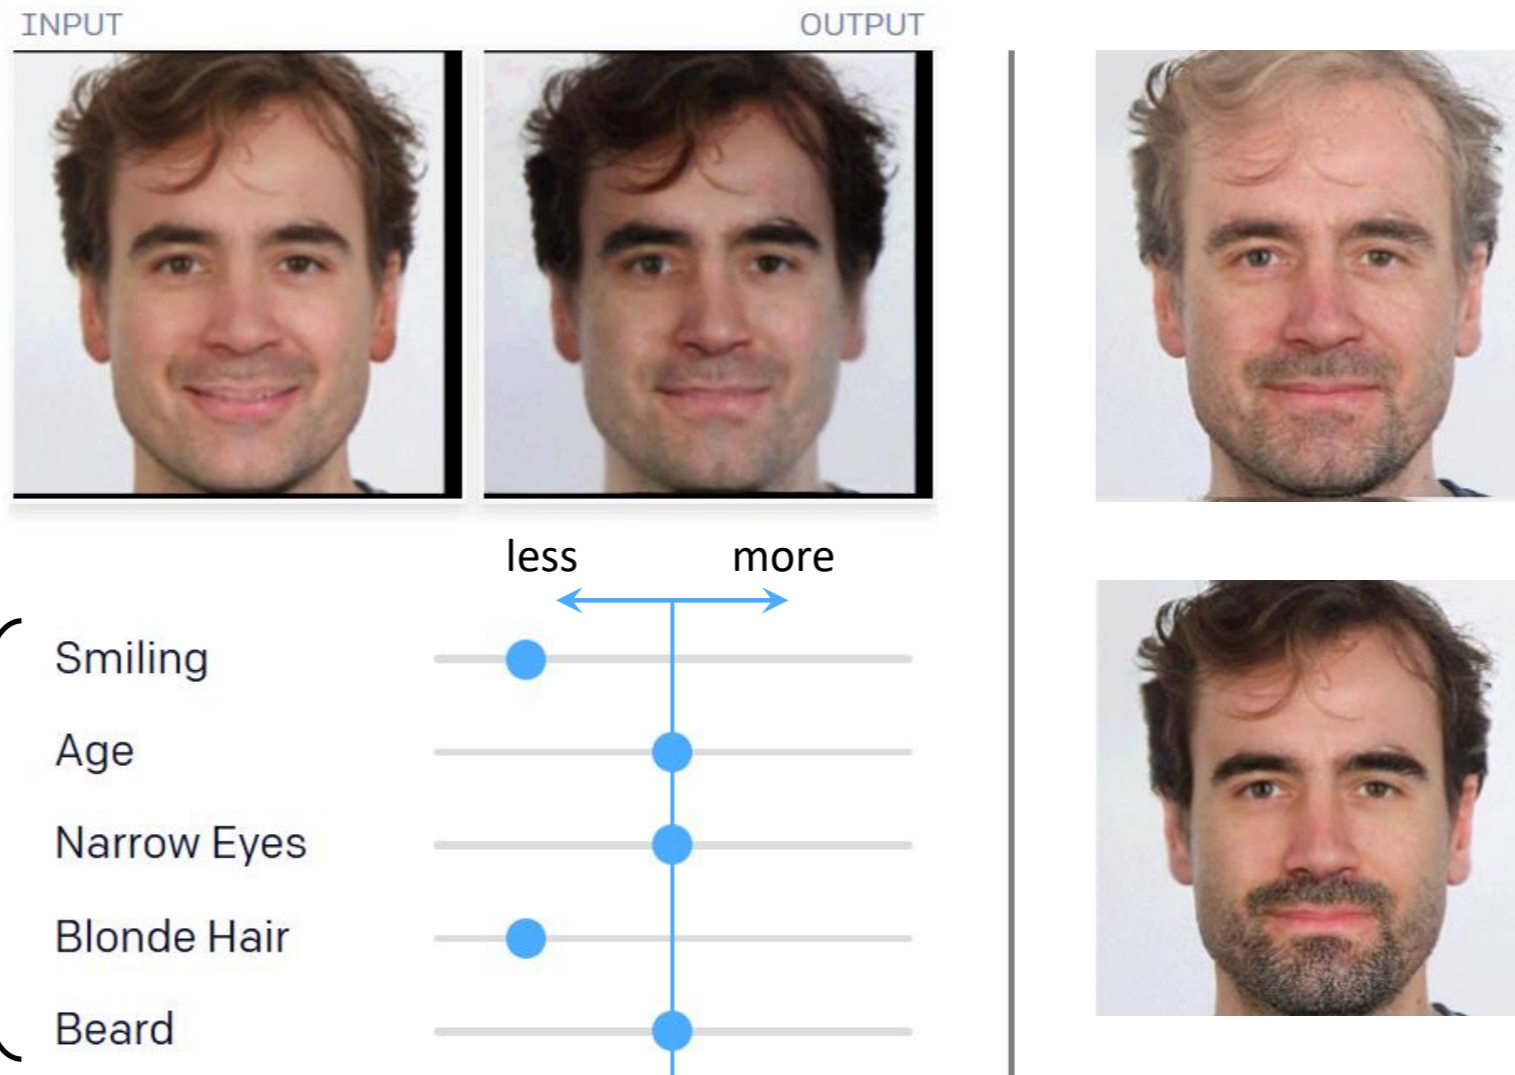 INPUT
OUTPUT
less more
Smiling
Age
Narrow Eyes
Blonde Hair
Beard